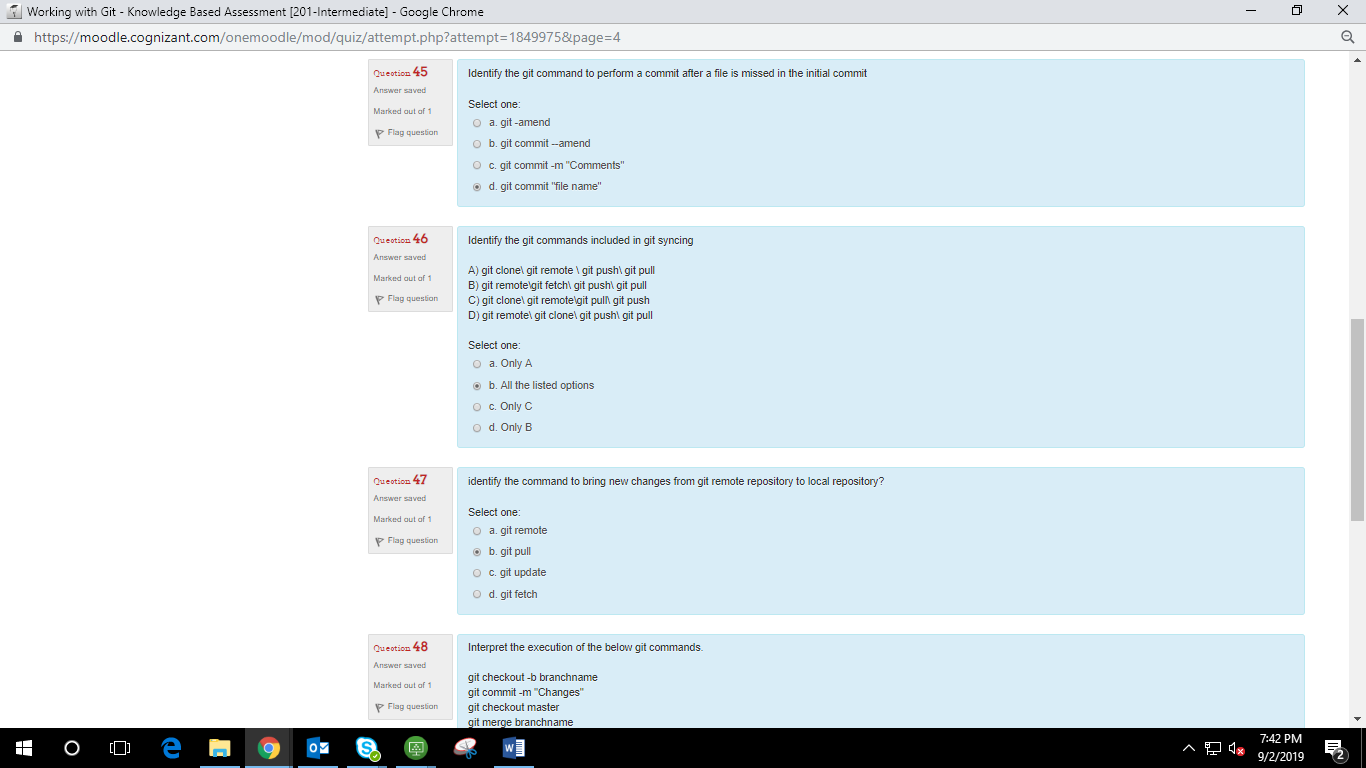 Working with Git - Knowledge Based Assessment [201-Intermediate] - Google Chrome
https://moodle.cognizant.com/onemoodle/mod/quiz/attempt.php?attempt=1849975&page=4
Question 45
Answer saved
Marked out of 1
Flag question
Identify the git command to perform a commit after a file is missed in the initial commit
Select one:
a. git -amend
b. git commit --amend
c. git commit -m "Comments"
d. git commit "file name"
Question 46
Answer saved
Marked out of 1
Flag question
Identify the git commands included in git syncing
A) git clone\ git remote \ git push\ git pull
B) git remote\git fetch\ git push\ git pull
C) git clone\ git remote\git pull\ git push
D) git remote\ git clone\ git push\ git pull
Select one:
a. Only A
b. All the listed options
c. Only C
d. Only B
Question 47
Answer saved
Marked out of 1
Flag question
identify the command to bring new changes from git remote repository to local repository?
Select one:
a. git remote
b. git pull
c. git update
d. git fetch
Question 48
Answer saved
Marked out of 1
Flag question
Interpret the execution of the below git commands.
git checkout -b branchname
git commit -m "Changes"
git checkout master
git merge branchname
7:42 PM
9/2/2019
2